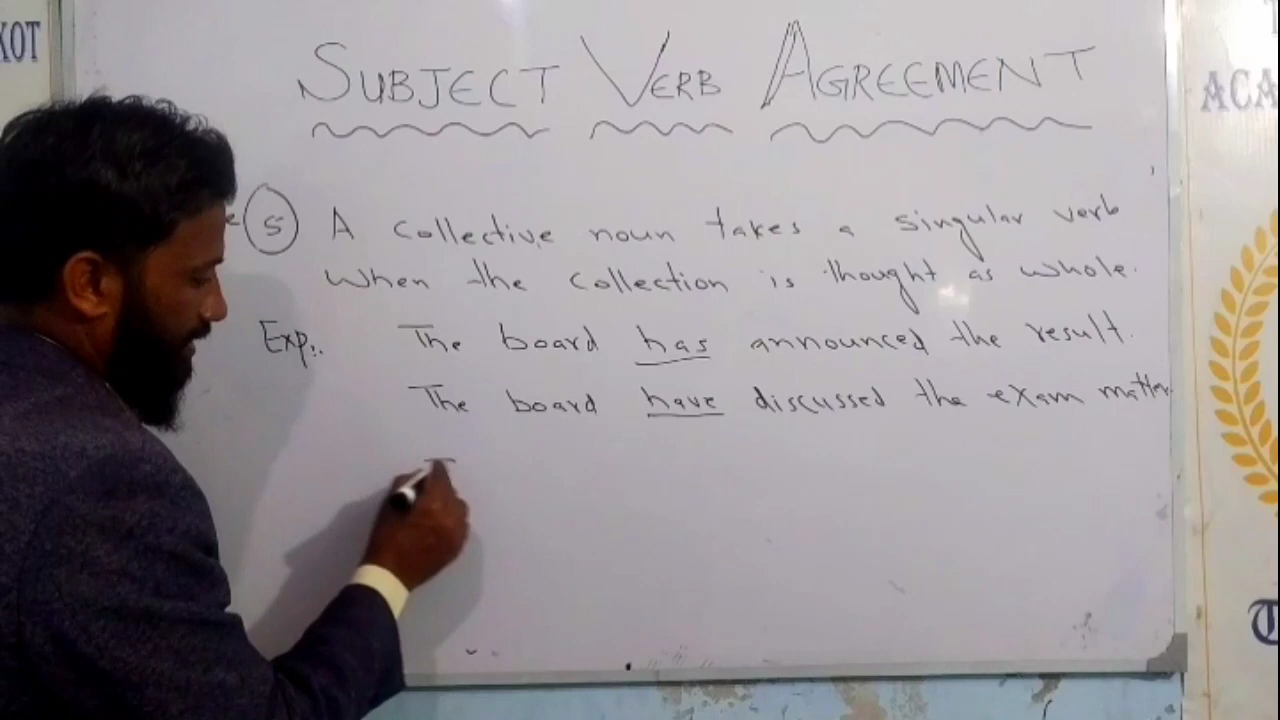 KOT
SUBJECT VERB AGREEMENT
e 5 A collective noun takes a singular verb
when the collection is thought as whole.
Exp:. The board has announced the result.
The board have discussed the exam matter.
T
ACA